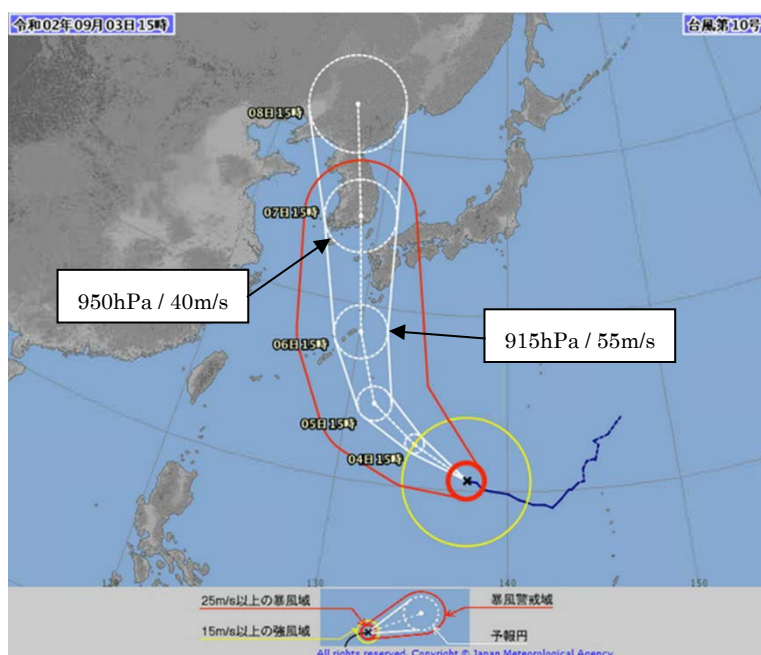 令和02年09月03日15時
台風第10号
08日15時
07日15時
950hPa / 40m/s
915hPa / 55m/s
06日15時
05日15時
04日15時
130
140
150
25m/s以上の暴風域
暴風警戒域
15m/s以上の強風域
予報円
All rights reserved. Copyright © Japan Meteorological Agency